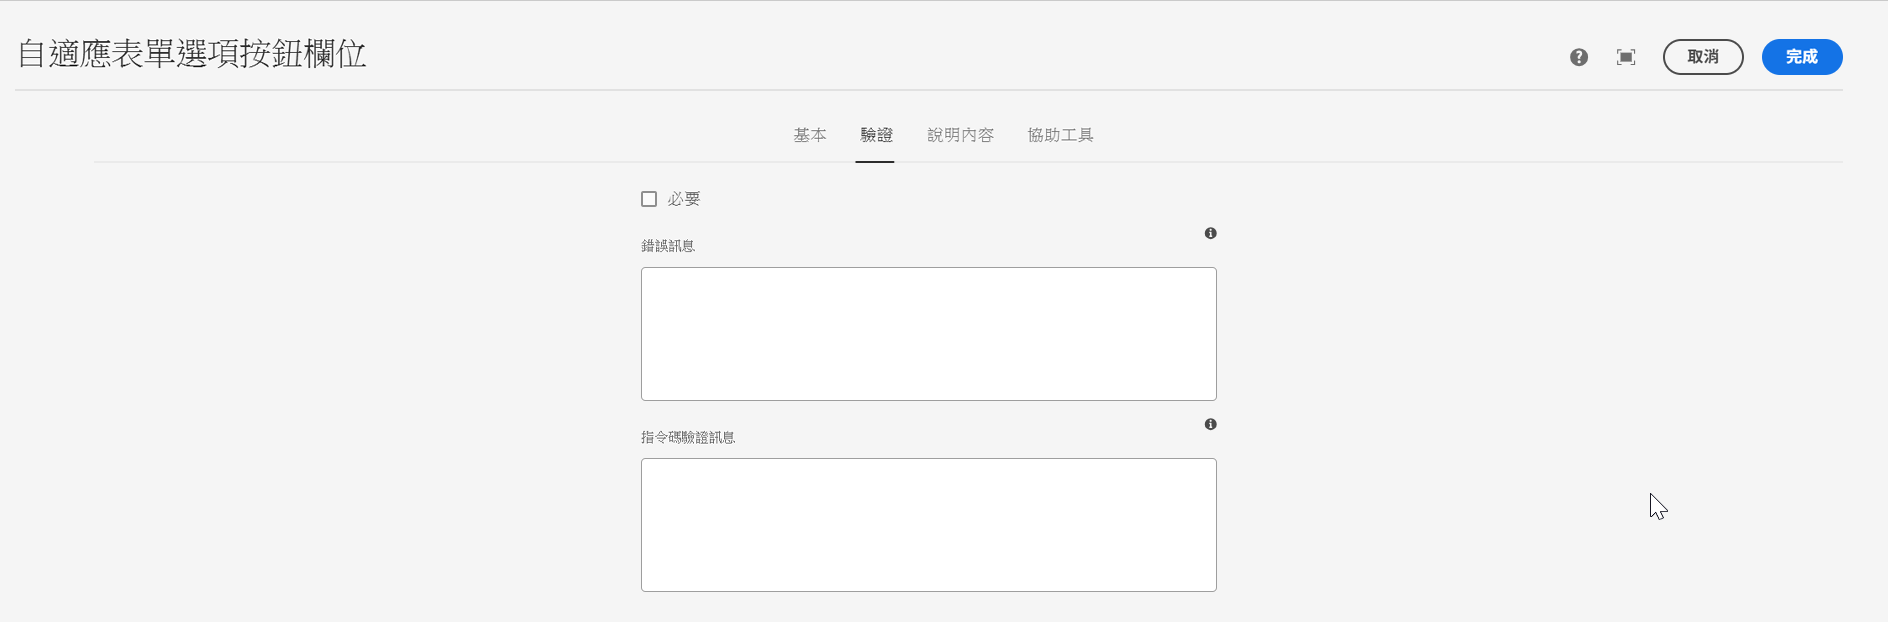 自適應表單選項按鈕欄位
取消
完成
基本 驗證 說明內容 協助工具
必要
錯誤訊息
指令碼驗證訊息